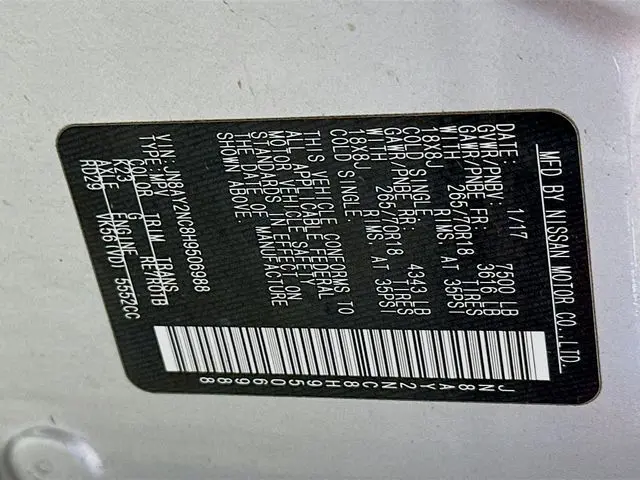 MFD BY NISSAN MOTOR CO.,LTD.
DATE: 1/17
GVWR/PNBV: 7500 LB
GAWR/PNBE FR: 3616 LB
WITH 265/70R18 TIRES
18X8J RIMS, AT 35PSI
COLD SINGLE
GAWR/PNBE RR: 4343 LB
WITH 265/70R18 TIRES
18X8J RIMS, AT 35PSI
COLD SINGLE
THIS VEHICLE CONFORMS TO
ALL APPLICABLE FEDERAL
MOTOR VEHICLE SAFETY
STANDARDS IN EFFECT ON
THE DATE OF MANUFACTURE
SHOWN ABOVE.
VIN: JN8AY2NC8H9506988
TYPE: MPV
COLOR TRIM TRANS
K23 G RE7R01B
AXLE ENGINE
RD29 VK56(VD) 5552CC
JN8AY2NC8H9506988